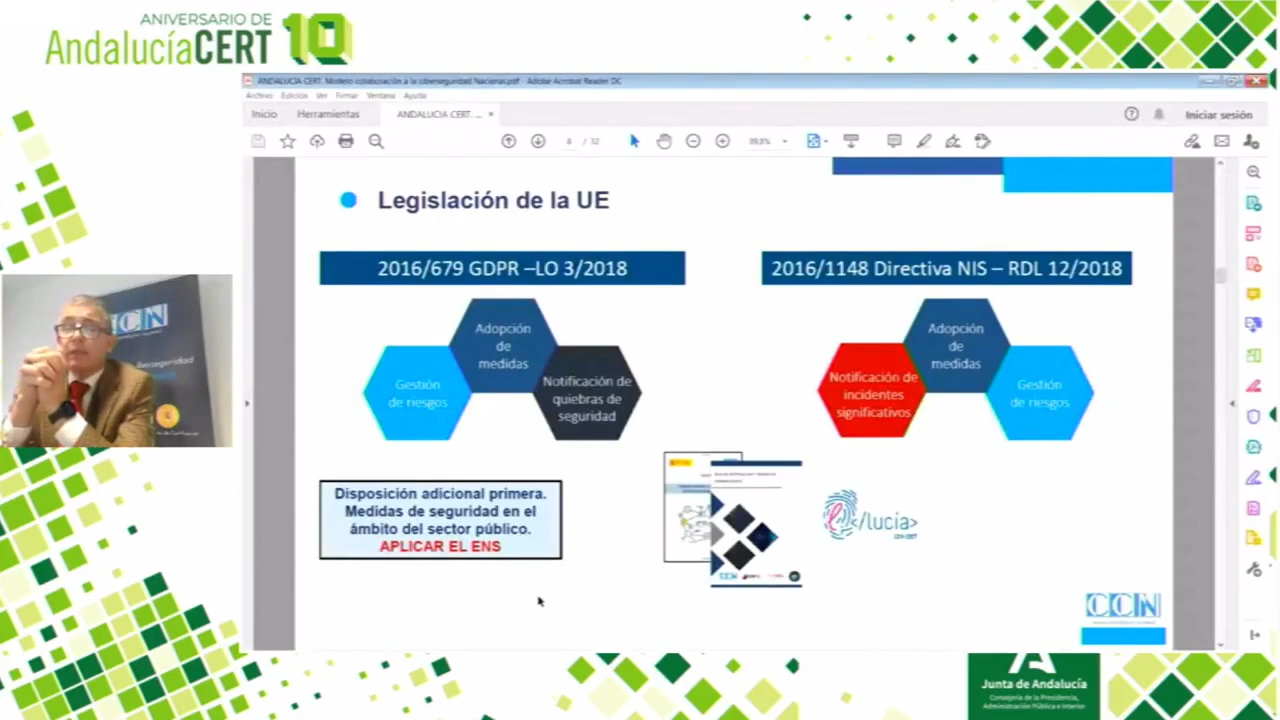 ANIVERSARIO DE
AndalucíaCERT 10
ANDALUCIA CERT. Modelo colaboración a la ciberseguridad Nacional.pdf - Adobe Acrobat Reader DC
Archivo Edición Ver Firmar Ventana Ayuda
Inicio Herramientas ANDALUCIA CERT. ... × Iniciar sesión
8 / 32
Legislación de la UE
2016/679 GDPR –LO 3/2018
2016/1148 Directiva NIS – RDL 12/2018
Adopción
de
medidas
Gestión
de riesgos
Notificación de
quiebras de
seguridad
Adopción
de
medidas
Notificación de
incidentes
significativos
Gestión
de riesgos
Disposición adicional primera.
Medidas de seguridad en el
ámbito del sector público.
APLICAR EL ENS
</lucia>
CCN-CERT
CCN
CCN
Junta de Andalucía
Consejería de la Presidencia,
Administración Pública e Interior